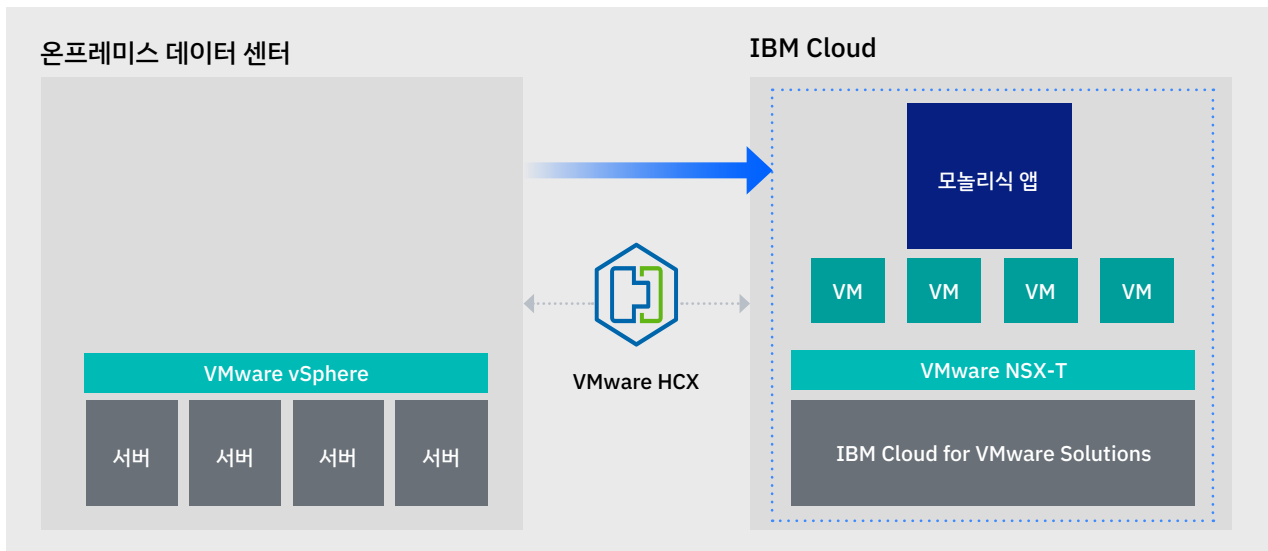 온프레미스 데이터 센터
VMware vSphere
서버
서버
서버
서버
VMware HCX
IBM Cloud
모놀리식 앱
VM
VM
VM
VM
VMware NSX-T
IBM Cloud for VMware Solutions